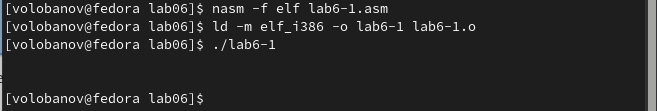 [volobanov@fedora lab06]$ nasm -f elf lab6-1.asm
[volobanov@fedora lab06]$ ld -m elf_i386 -o lab6-1 lab6-1.o
[volobanov@fedora lab06]$ ./lab6-1
[volobanov@fedora lab06]$